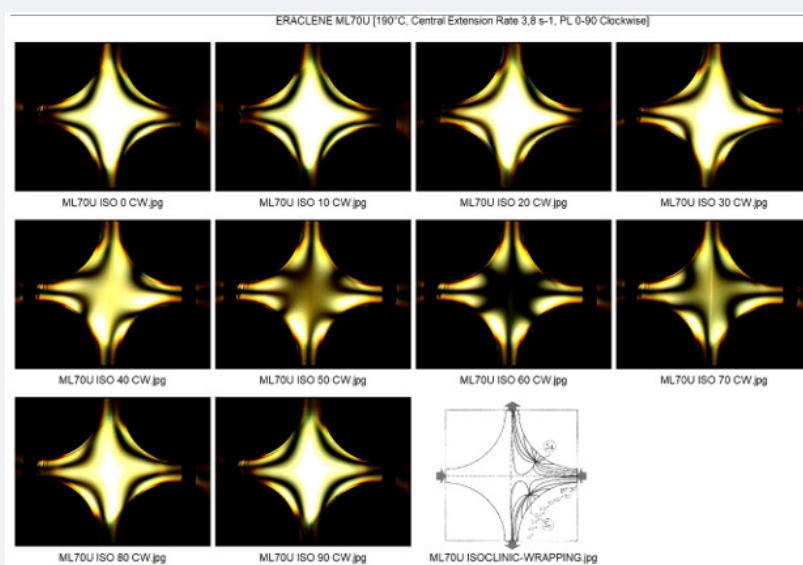 ERACLENE ML70U [190°C, Central Extension Rate 3,8 s-1, PL 0-90 Clockwise]
ML70U ISO 0 CW.jpg
ML70U ISO 10 CW.jpg
ML70U ISO 20 CW.jpg
ML70U ISO 30 CW.jpg
ML70U ISO 40 CW.jpg
ML70U ISO 50 CW.jpg
ML70U ISO 60 CW.jpg
ML70U ISO 70 CW.jpg
ML70U ISO 80 CW.jpg
ML70U ISO 90 CW.jpg
ML70U ISOCLINIC-WRAPPING.jpg